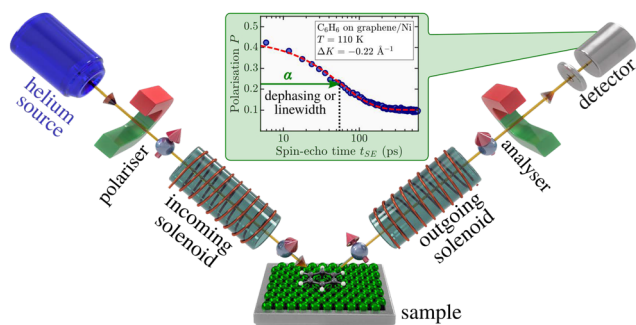 helium
source
polariser
incoming
solenoid
Polarisation P
0.4
0.3
0.2
0.1
C₆H₆ on graphene/Ni
T = 110 K
ΔK = −0.22 Å⁻¹
α
dephasing or
linewidth
10
100
Spin-echo time t_SE (ps)
detector
analyser
outgoing
solenoid
sample